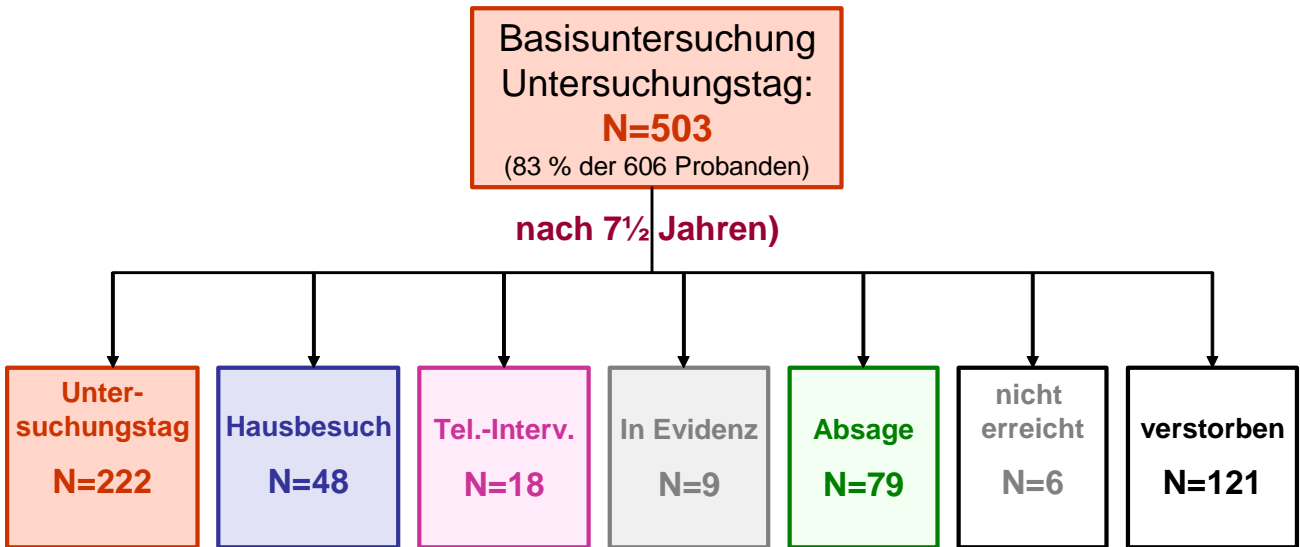 Basisuntersuchung
Untersuchungstag:
N=503
(83 % der 606 Probanden)
nach 7½ Jahren)
Unter-
suchungstag
N=222
Hausbesuch
N=48
Tel.-Interv.
N=18
In Evidenz
N=9
Absage
N=79
nicht
erreicht
N=6
verstorben
N=121